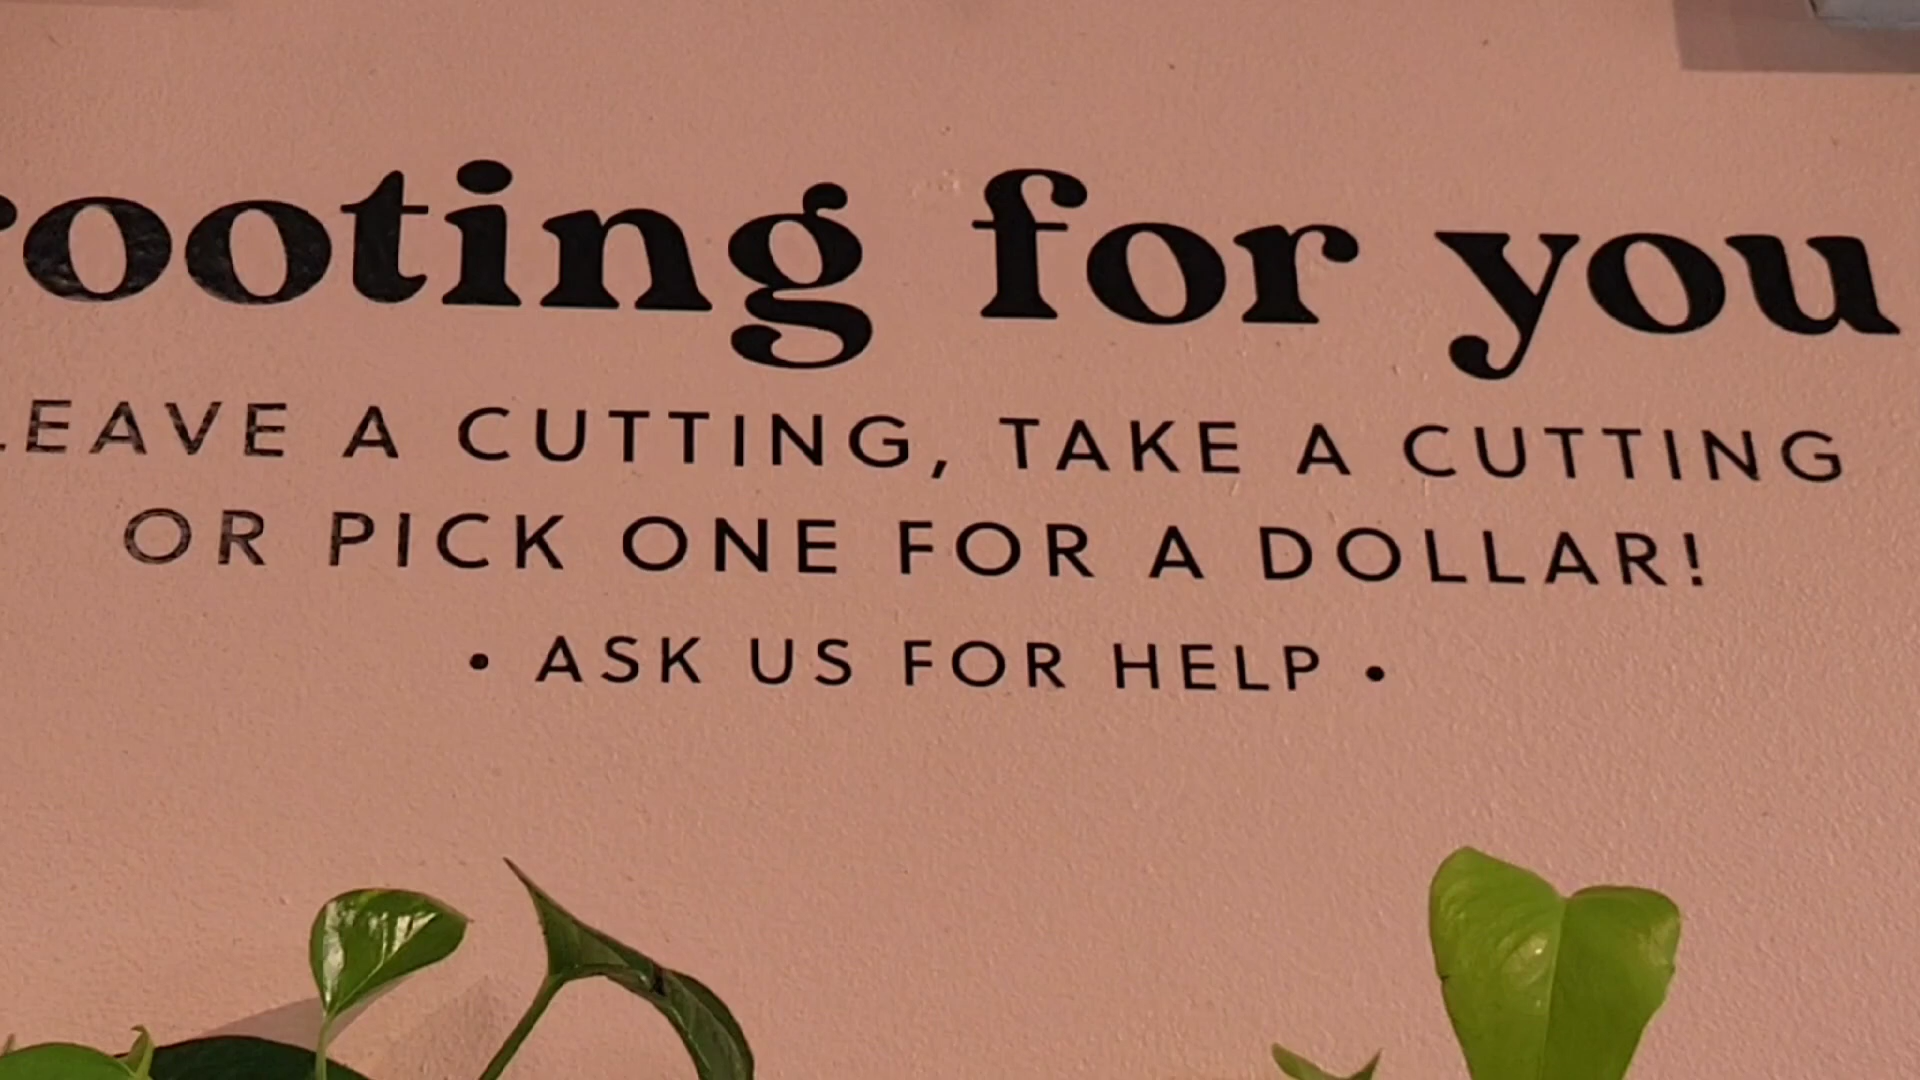 rooting for you
LEAVE A CUTTING, TAKE A CUTTING
OR PICK ONE FOR A DOLLAR!
• ASK US FOR HELP •